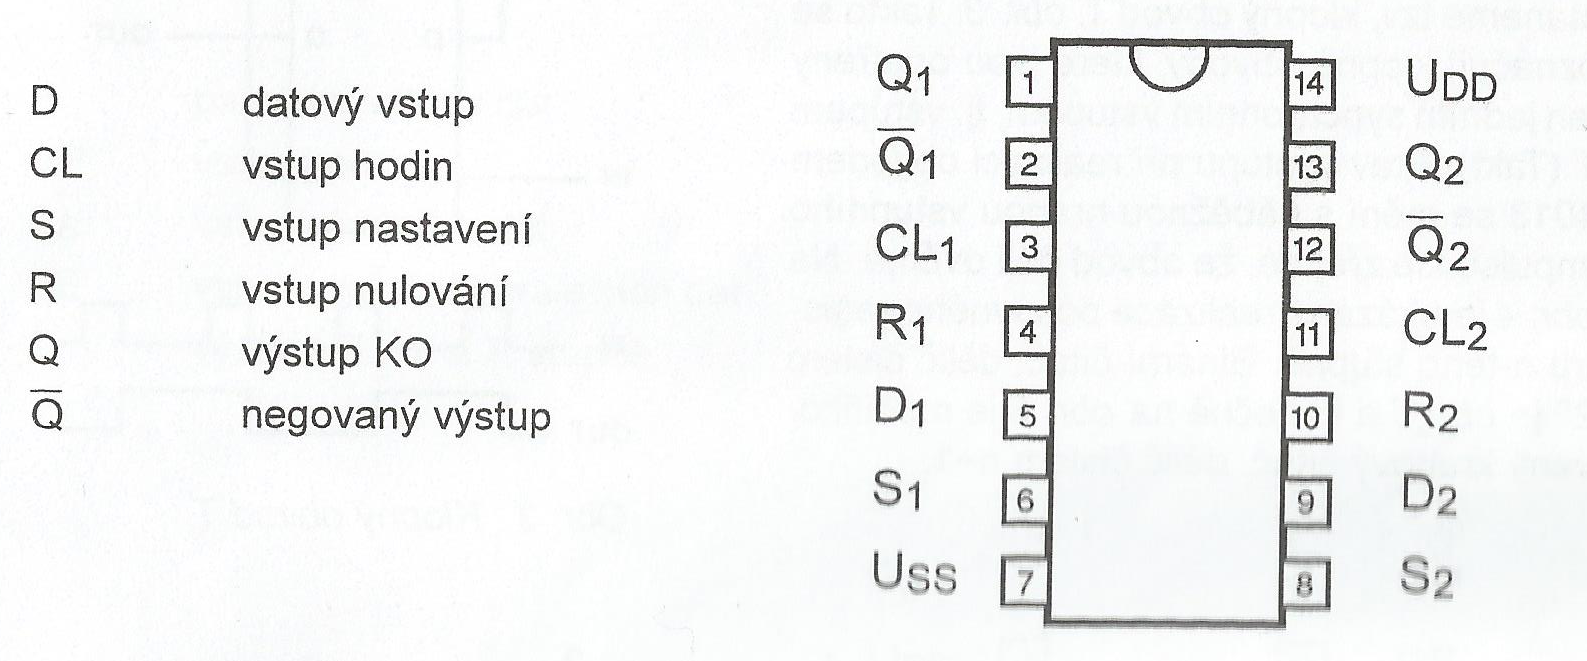 D datový vstup
CL vstup hodin
S vstup nastavení
R vstup nulování
Q výstup KO
Q̅ negovaný výstup
Q1 1 14 UDD
Q̅1 2 13 Q2
CL1 3 12 Q̅2
R1 4 11 CL2
D1 5 10 R2
S1 6 9 D2
USS 7 8 S2